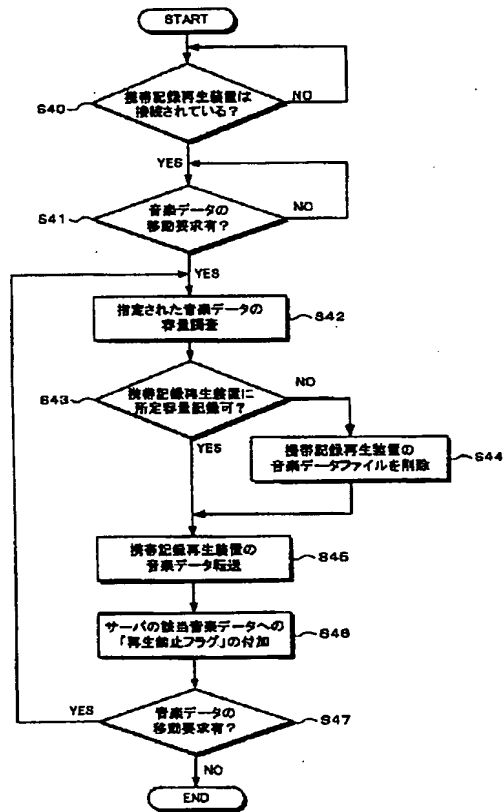 START
携帯記録再生装置は
接続されている?
S40
NO
YES
音楽データの
移動要求有?
S41
NO
YES
指定された音楽データの
容量調査
S42
携帯記録再生装置に
所定容量記録可?
S43
NO
YES
携帯記録再生装置の
音楽データファイルを削除
S44
携帯記録再生装置の
音楽データ転送
S45
サーバの該当音楽データへの
「再生禁止フラグ」の付加
S46
音楽データの
移動要求有?
S47
YES
NO
END